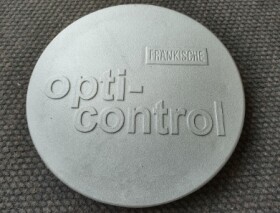 FRÄNKISCHE
opti-
control